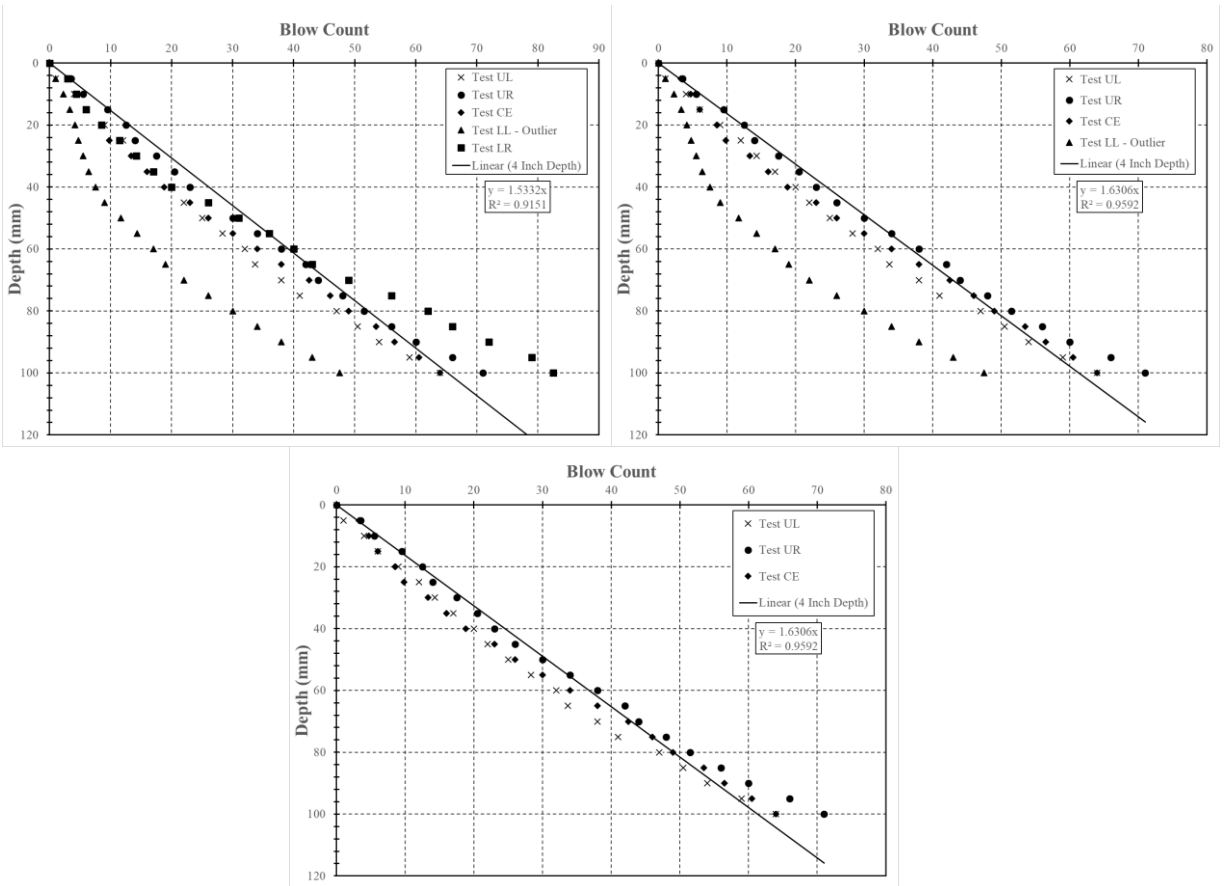 Blow Count
0 10 20 30 40 50 60 70 80 90
0
20
40
60
80
100
120
Depth (mm)
Test UL
Test UR
Test CE
Test LL - Outlier
Test LR
Linear (4 Inch Depth)
y = 1.5332x
R² = 0.9151
Blow Count
0 10 20 30 40 50 60 70 80
0
20
40
60
80
100
120
Depth (mm)
Test UL
Test UR
Test CE
Test LL - Outlier
Linear (4 Inch Depth)
y = 1.6306x
R² = 0.9592
Blow Count
0 10 20 30 40 50 60 70 80
0
20
40
60
80
100
120
Depth (mm)
Test UL
Test UR
Test CE
Linear (4 Inch Depth)
y = 1.6306x
R² = 0.9592